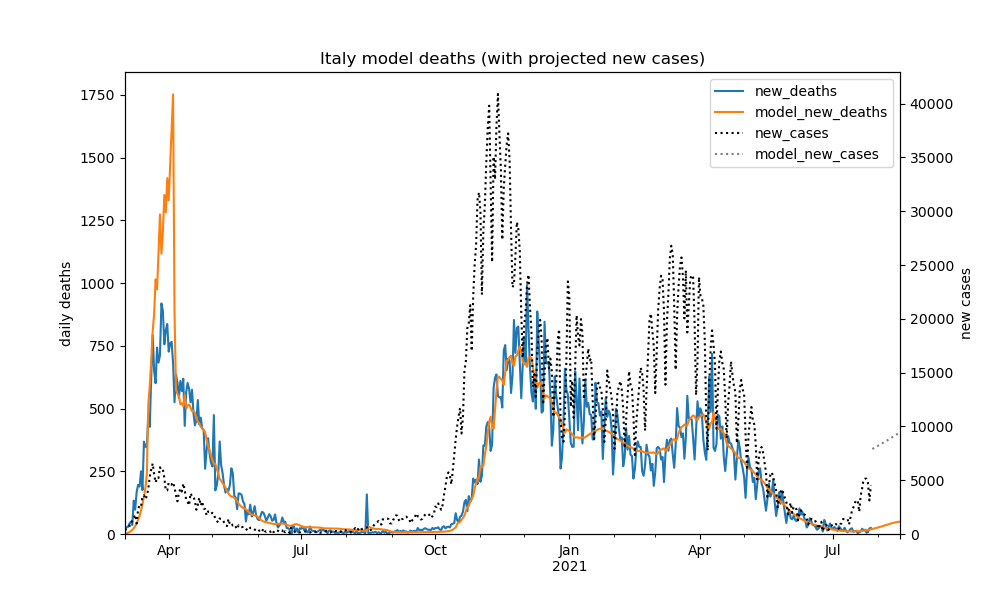 Italy model deaths (with projected new cases)
new_deaths
model_new_deaths
new_cases
model_new_cases
daily deaths
1750
1500
1250
1000
750
500
250
0
40000
35000
30000
25000
20000
15000
10000
5000
0
new cases
Apr
Jul
Oct
Jan
2021
Apr
Jul